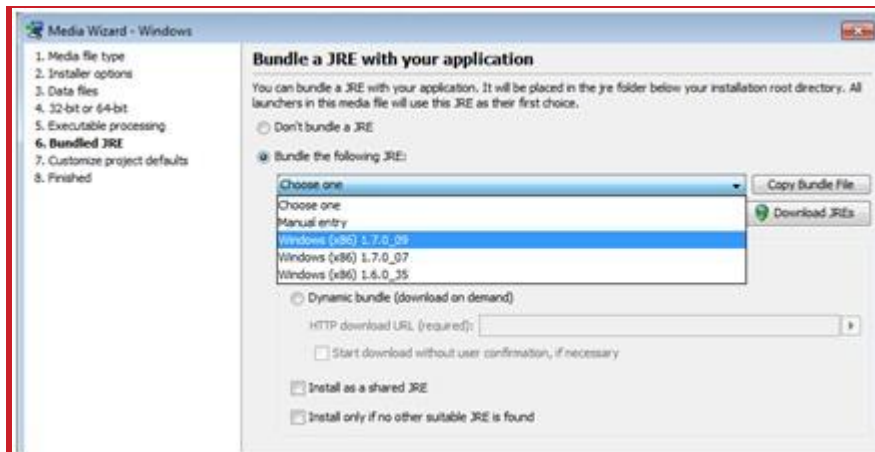 Media Wizard - Windows
1. Media file type
2. Installer options
3. Data files
4. 32-bit or 64-bit
5. Executable processing
6. Bundled JRE
7. Customize project defaults
8. Finished
Bundle a JRE with your application
You can bundle a JRE with your application. It will be placed in the jre folder below your installation root directory. All
launchers in this media file will use this JRE as their first choice.
Don't bundle a JRE
Bundle the following JRE:
Choose one
Copy Bundle File
Choose one
Download JREs
Manual entry
Windows (x86) 1.7.0_09
Windows (x86) 1.7.0_07
Windows (x86) 1.6.0_35
Dynamic bundle (download on demand)
HTTP download URL (required):
Start download without user confirmation, if necessary
Install as a shared JRE
Install only if no other suitable JRE is found